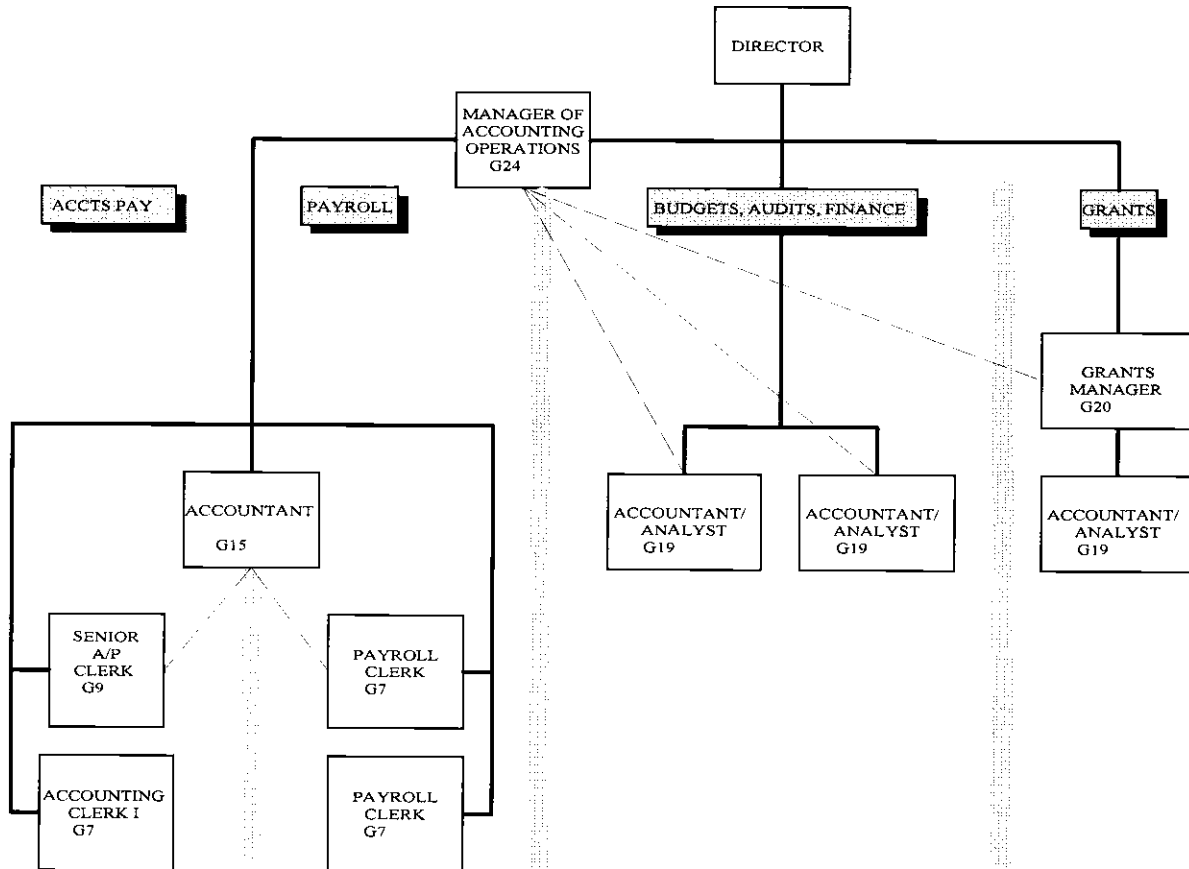 DIRECTOR
MANAGER OF
ACCOUNTING
OPERATIONS
G24
ACCTS PAY
PAYROLL
BUDGETS, AUDITS, FINANCE
GRANTS
GRANTS
MANAGER
G20
ACCOUNTANT
G15
ACCOUNTANT/
ANALYST
G19
ACCOUNTANT/
ANALYST
G19
ACCOUNTANT/
ANALYST
G19
SENIOR
A/P
CLERK
G9
PAYROLL
CLERK
G7
ACCOUNTING
CLERK I
G7
PAYROLL
CLERK
G7